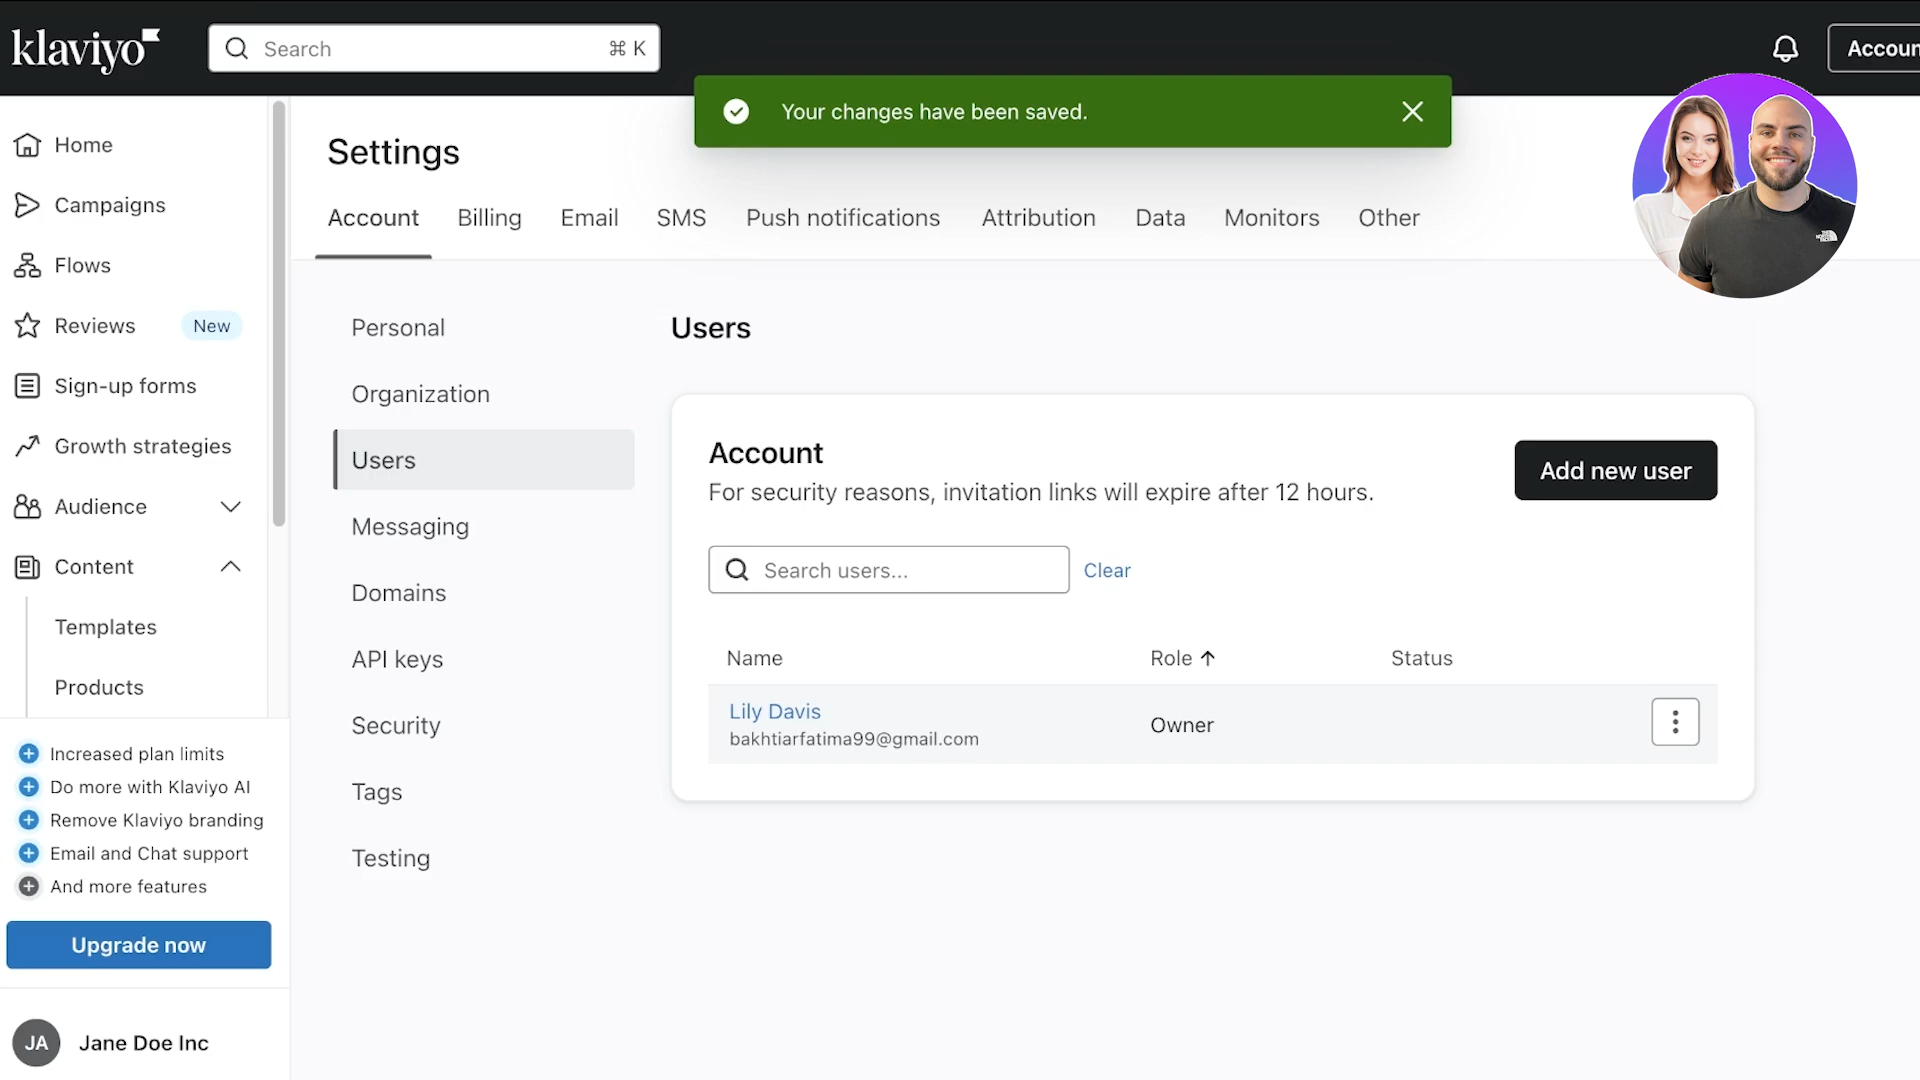 klaviyo
Search ⌘ K
Accoun
Your changes have been saved.
Home
Campaigns
Flows
Reviews New
Sign-up forms
Growth strategies
Audience
Content
Templates
Products
Increased plan limits
Do more with Klaviyo AI
Remove Klaviyo branding
Email and Chat support
And more features
Upgrade now
JA Jane Doe Inc
Settings
Account Billing Email SMS Push notifications Attribution Data Monitors Other
Personal
Organization
Users
Messaging
Domains
API keys
Security
Tags
Testing
Users
Account
For security reasons, invitation links will expire after 12 hours.
Add new user
Search users...
Clear
Name Role ↑ Status
Lily Davis
bakhtiarfatima99@gmail.com
Owner